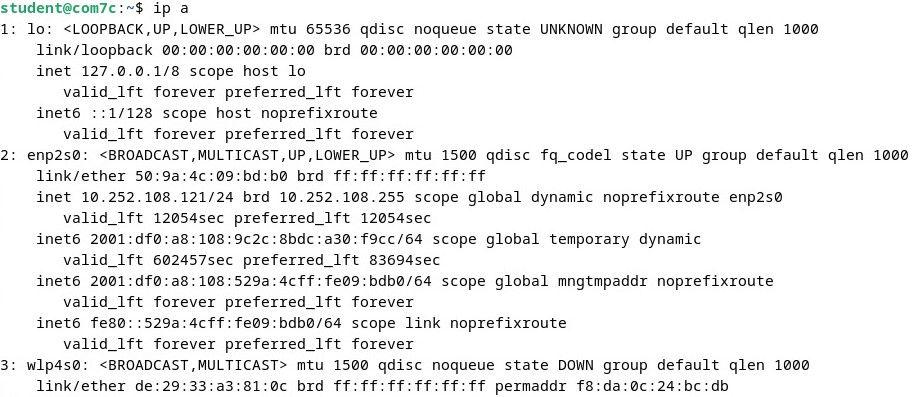 student@com7c:~$ ip a
1: lo: <LOOPBACK,UP,LOWER_UP> mtu 65536 qdisc noqueue state UNKNOWN group default qlen 1000
    link/loopback 00:00:00:00:00:00 brd 00:00:00:00:00:00
    inet 127.0.0.1/8 scope host lo
       valid_lft forever preferred_lft forever
    inet6 ::1/128 scope host noprefixroute
       valid_lft forever preferred_lft forever
2: enp2s0: <BROADCAST,MULTICAST,UP,LOWER_UP> mtu 1500 qdisc fq_codel state UP group default qlen 1000
    link/ether 50:9a:4c:09:bd:b0 brd ff:ff:ff:ff:ff:ff
    inet 10.252.108.121/24 brd 10.252.108.255 scope global dynamic noprefixroute enp2s0
       valid_lft 12054sec preferred_lft 12054sec
    inet6 2001:df0:a8:108:9c2c:8bdc:a30:f9cc/64 scope global temporary dynamic
       valid_lft 602457sec preferred_lft 83694sec
    inet6 2001:df0:a8:108:529a:4cff:fe09:bdb0/64 scope global mngtmpaddr noprefixroute
       valid_lft forever preferred_lft forever
    inet6 fe80::529a:4cff:fe09:bdb0/64 scope link noprefixroute
       valid_lft forever preferred_lft forever
3: wlp4s0: <BROADCAST,MULTICAST> mtu 1500 qdisc noqueue state DOWN group default qlen 1000
    link/ether de:29:33:a3:81:0c brd ff:ff:ff:ff:ff:ff permaddr f8:da:0c:24:bc:db